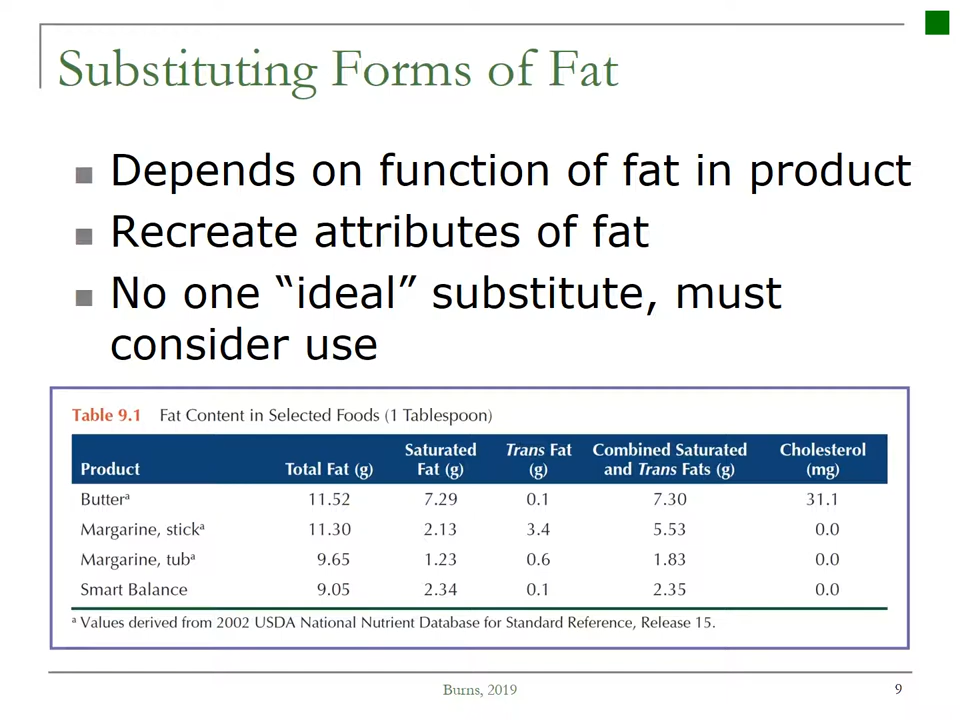 Substituting Forms of Fat
Depends on function of fat in product
Recreate attributes of fat
No one “ideal” substitute, must
consider use
Table 9.1 Fat Content in Selected Foods (1 Tablespoon)
Product Total Fat (g) Saturated Fat (g) Trans Fat (g) Combined Saturated and Trans Fats (g) Cholesterol (mg)
Butterᵃ 11.52 7.29 0.1 7.30 31.1
Margarine, stickᵃ 11.30 2.13 3.4 5.53 0.0
Margarine, tubᵃ 9.65 1.23 0.6 1.83 0.0
Smart Balance 9.05 2.34 0.1 2.35 0.0
ᵃ Values derived from 2002 USDA National Nutrient Database for Standard Reference, Release 15.
Burns, 2019 9